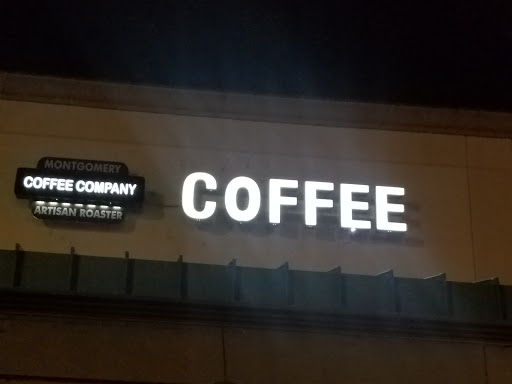 MONTGOMERY
COFFEE COMPANY
ARTISAN ROASTER
COFFEE